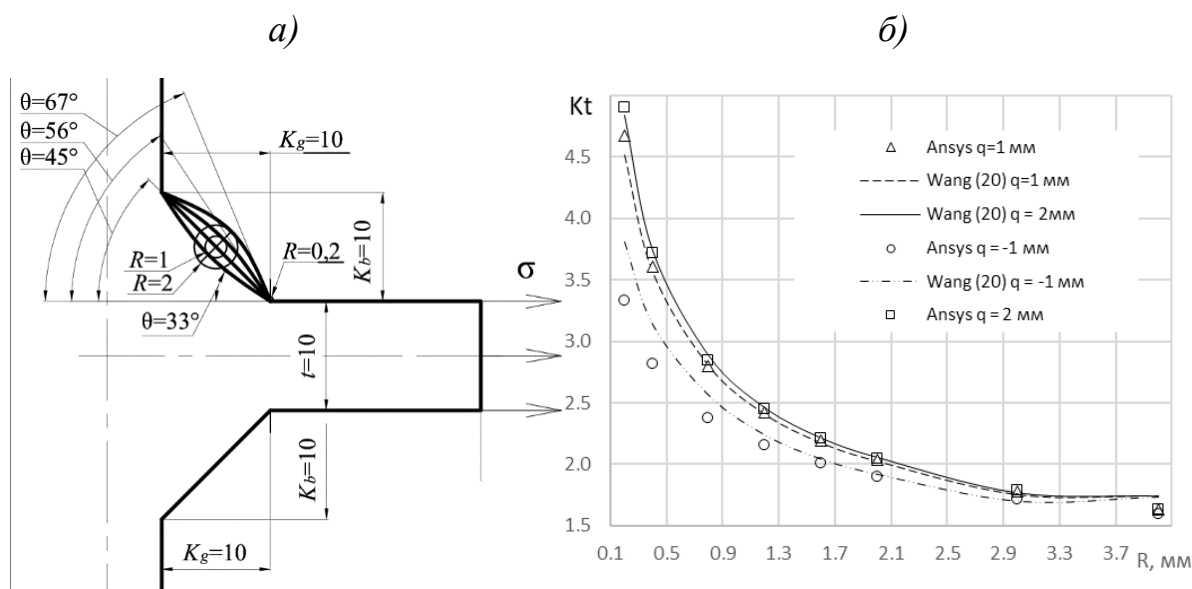 а)
б)
θ=67°
θ=56°
θ=45°
Kg=10
Kb=10
R=1
R=2
R=0,2
θ=33°
σ
t=10
Kb=10
Kg=10
Kt
4.5
4.0
3.5
3.0
2.5
2.0
1.5
0.1 0.5 0.9 1.3 1.7 2.1 2.5 2.9 3.3 3.7
R, мм
Ansys q=1 мм
Wang (20) q=1 мм
Wang (20) q = 2мм
Ansys q = -1 мм
Wang (20) q = -1 мм
Ansys q = 2 мм